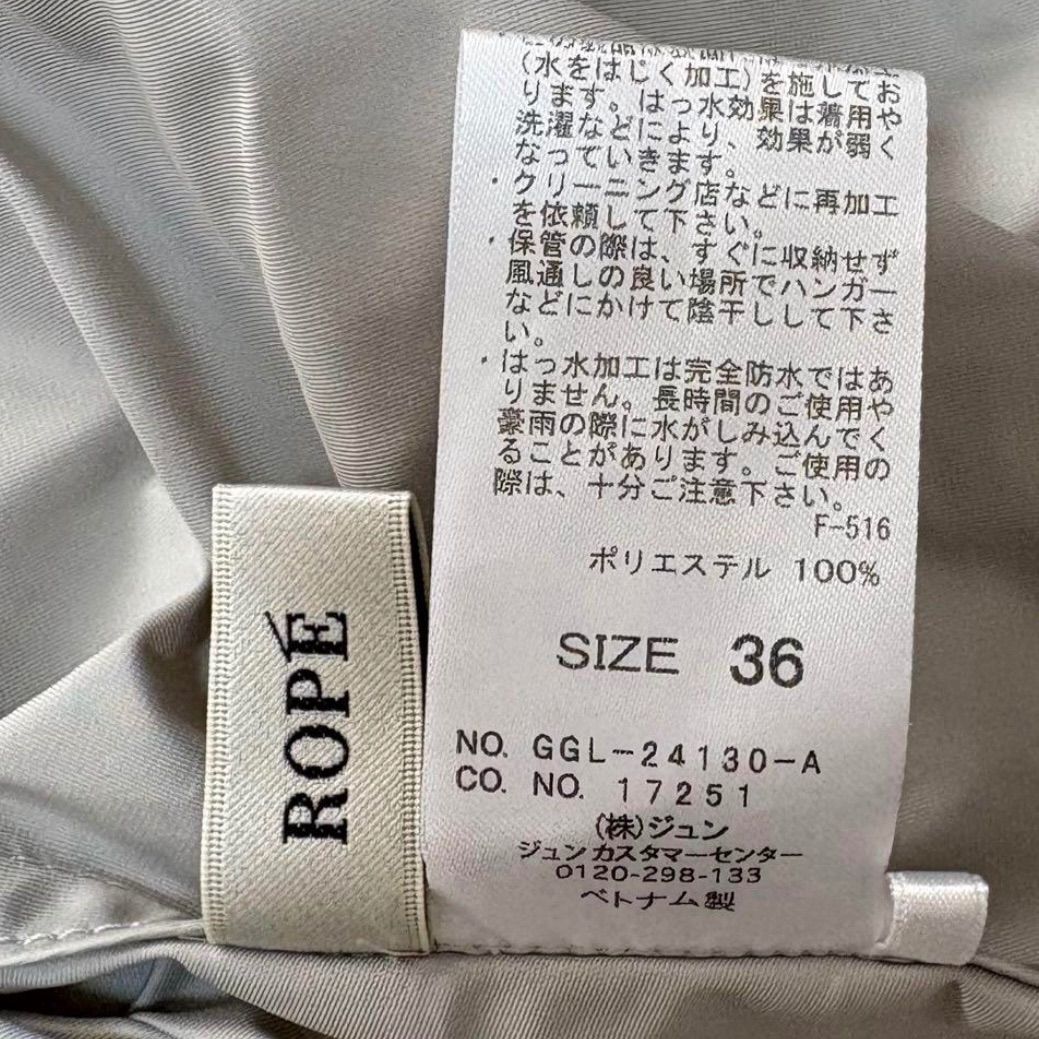 (水をはじく加工)を施してお
ります。はっ水効果は着用や
洗濯などにより、効果が弱く
なっていきます。
・クリーニング店などに再加工
を依頼して下さい。
・保管の際は、すぐに収納せず
風通しの良い場所でハンガー
などにかけて陰干しして下さ
い。
・はっ水加工は完全防水ではあ
りません。長時間のご使用や
豪雨の際に水がしみ込んでく
ることがあります。ご使用の
際は、十分ご注意下さい。
F-516
ポリエステル 100%
SIZE 36
NO. GGL-24130-A
CO. NO. 17251
(株)ジュン
ジュンカスタマーセンター
0120-298-133
ベトナム製
ROPÉ